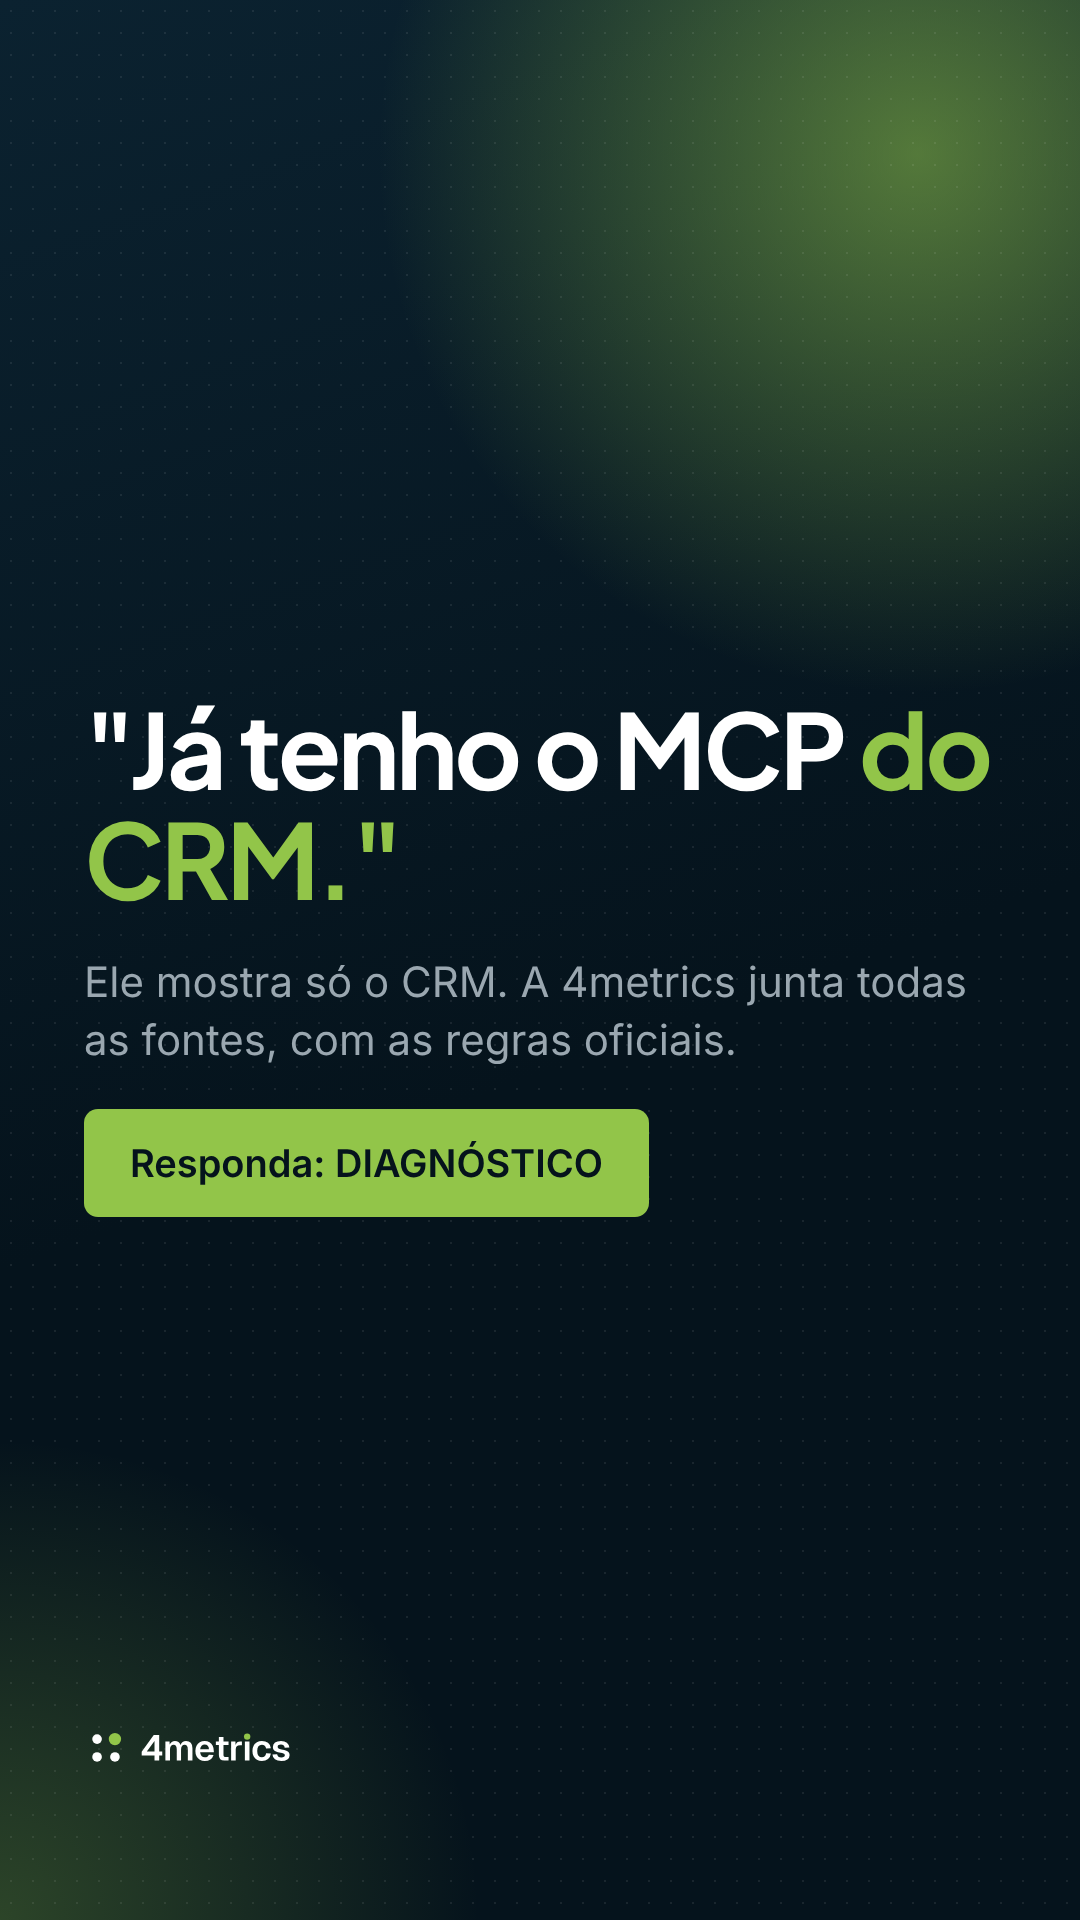 "Já tenho o MCP do
CRM."
Ele mostra só o CRM. A 4metrics junta todas
as fontes, com as regras oficiais.
Responda: DIAGNÓSTICO
4metrics